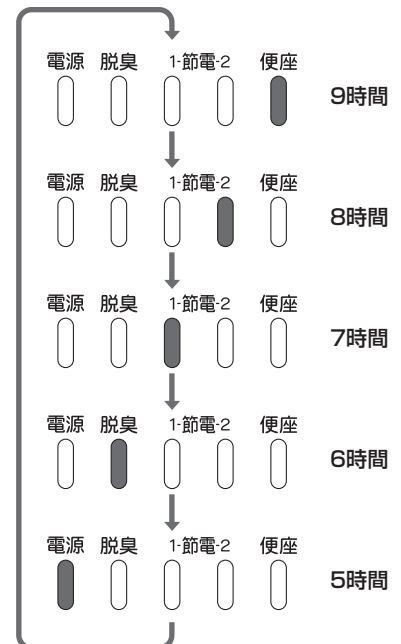 電源 脱臭 1-節電-2 便座
9時間
電源 脱臭 1-節電-2 便座
8時間
電源 脱臭 1-節電-2 便座
7時間
電源 脱臭 1-節電-2 便座
6時間
電源 脱臭 1-節電-2 便座
5時間